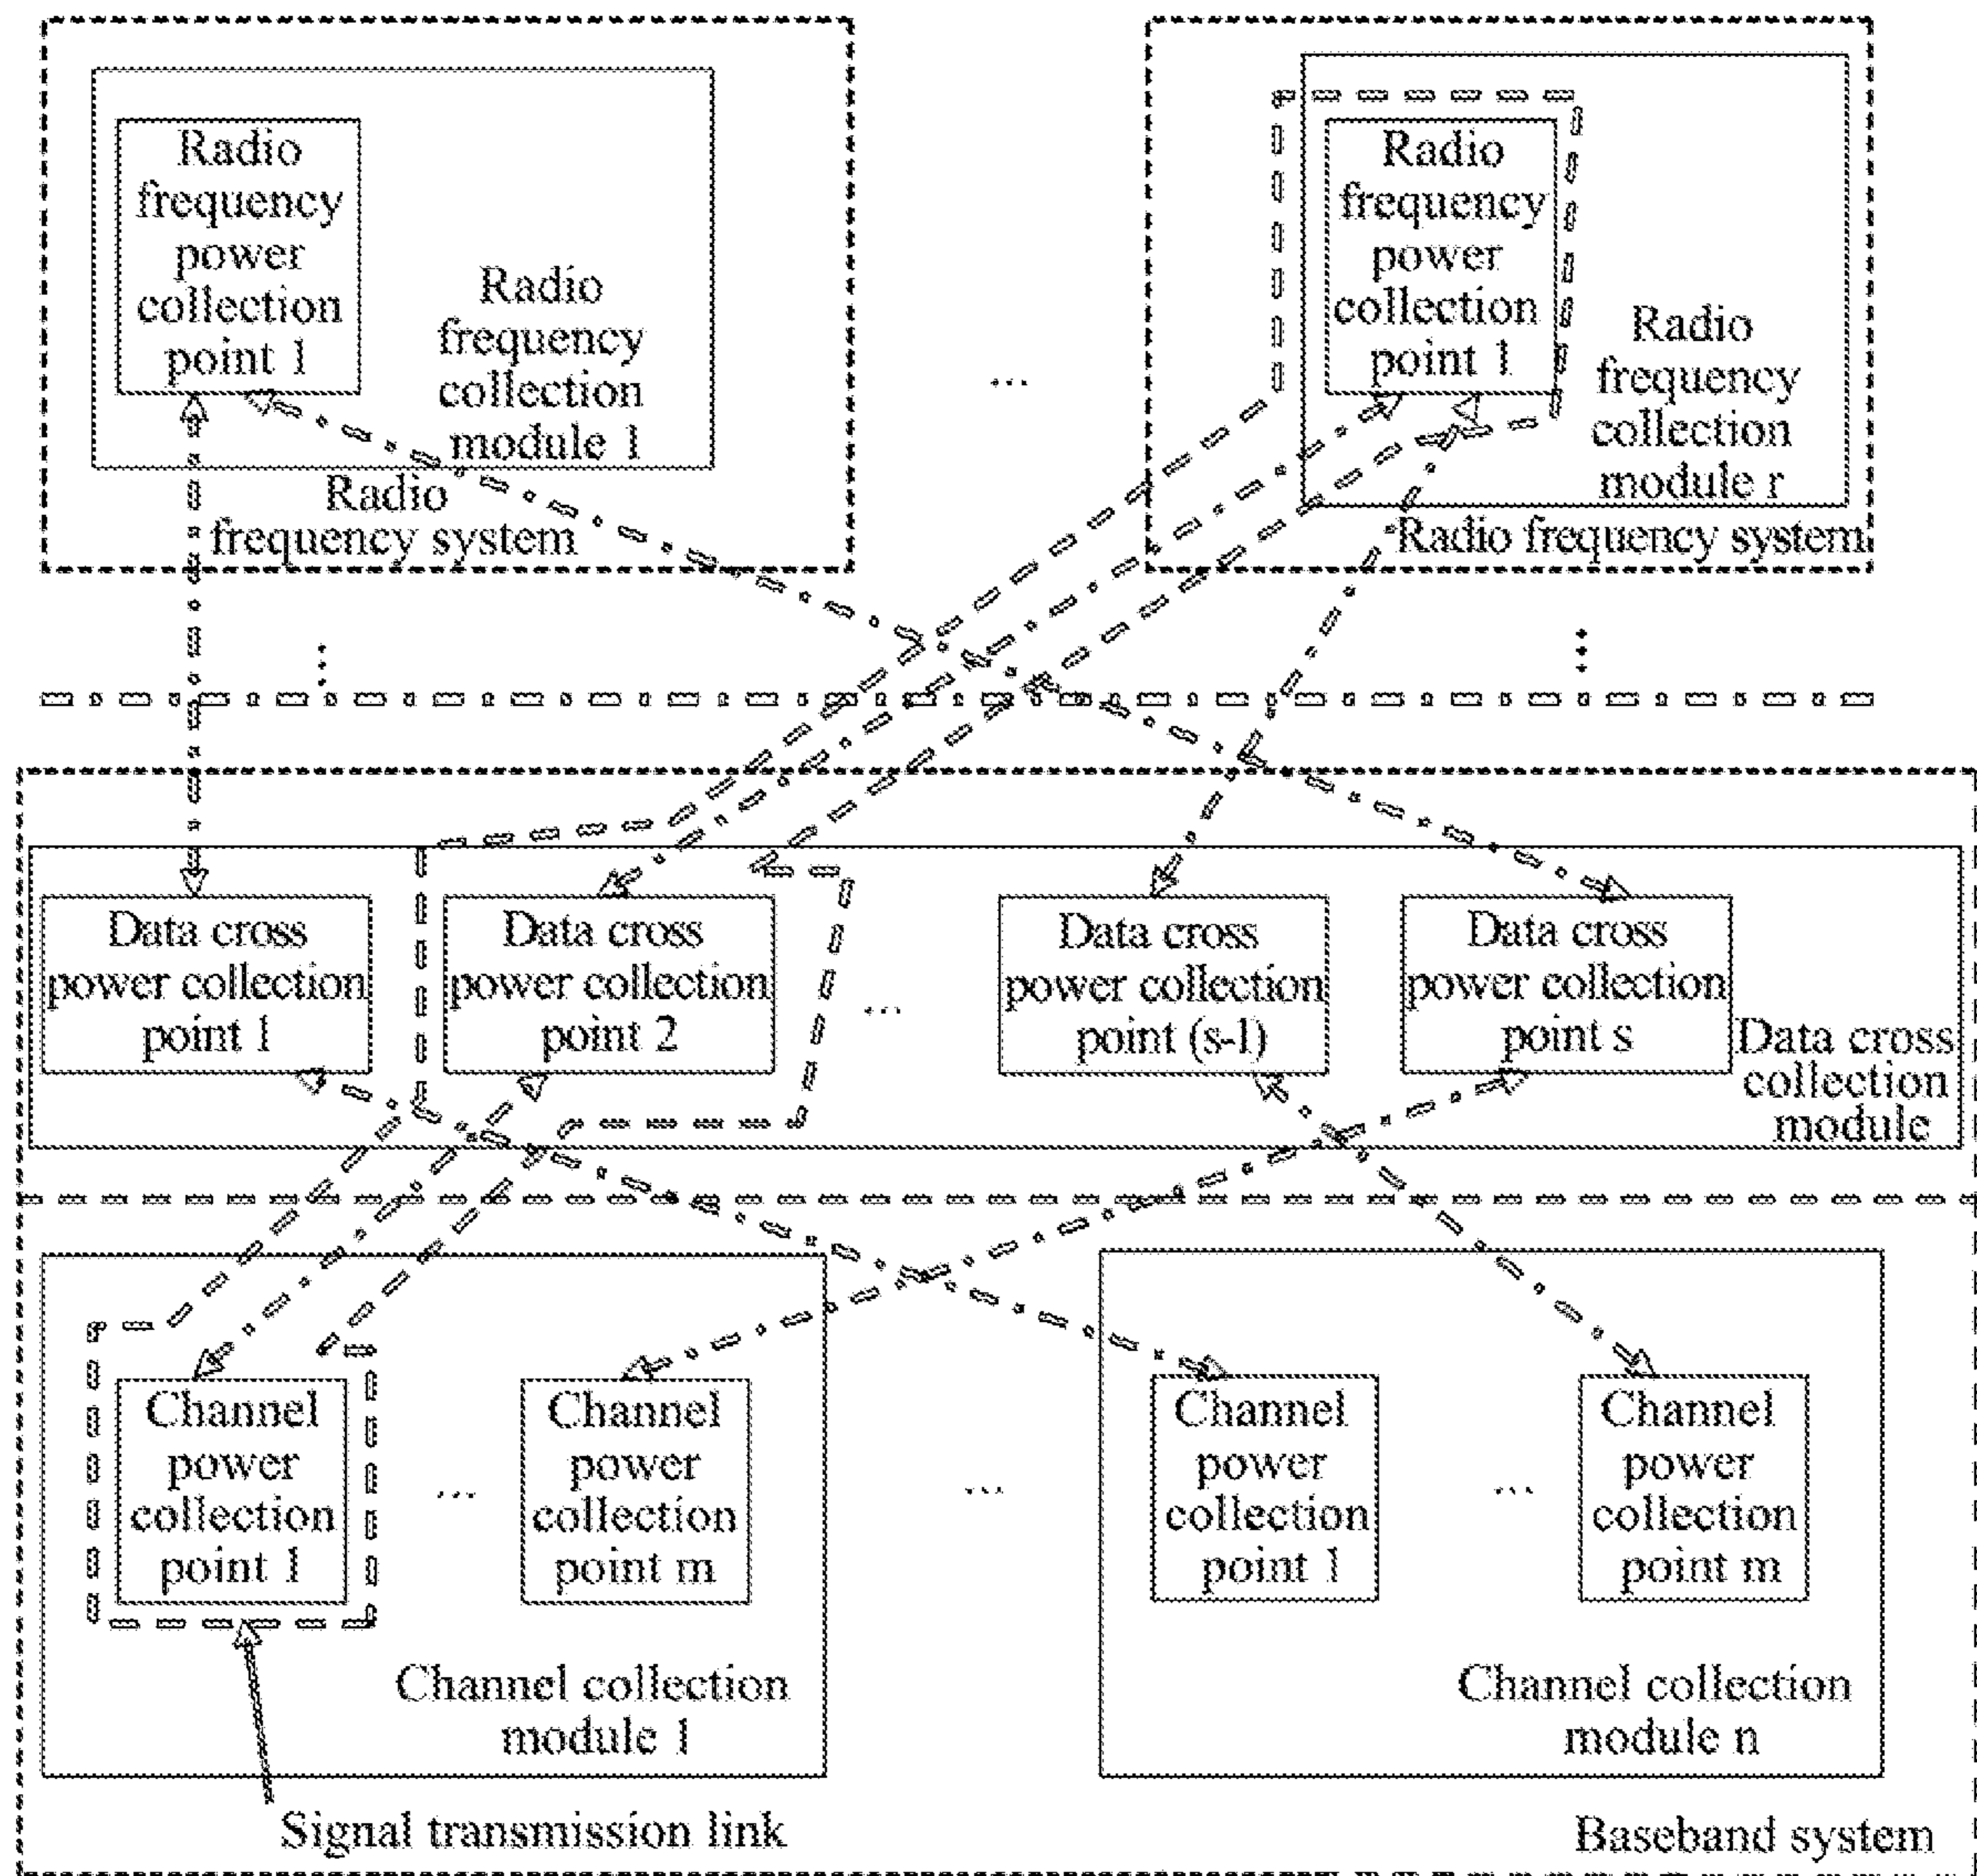 Radio
frequency
power
collection
point 1
Radio
frequency
collection
module 1
Radio
frequency system
...
Radio
frequency
power
collection
point 1
Radio
frequency
collection
module r
Radio frequency system
...
...
Data cross
power collection
point 1
Data cross
power collection
point 2
...
Data cross
power collection
point (s-1)
Data cross
power collection
point s
Data cross
collection
module
Channel
power
collection
point 1
...
Channel
power
collection
point m
Channel collection
module 1
...
Channel
power
collection
point 1
...
Channel
power
collection
point m
Channel collection
module n
Signal transmission link
Baseband system